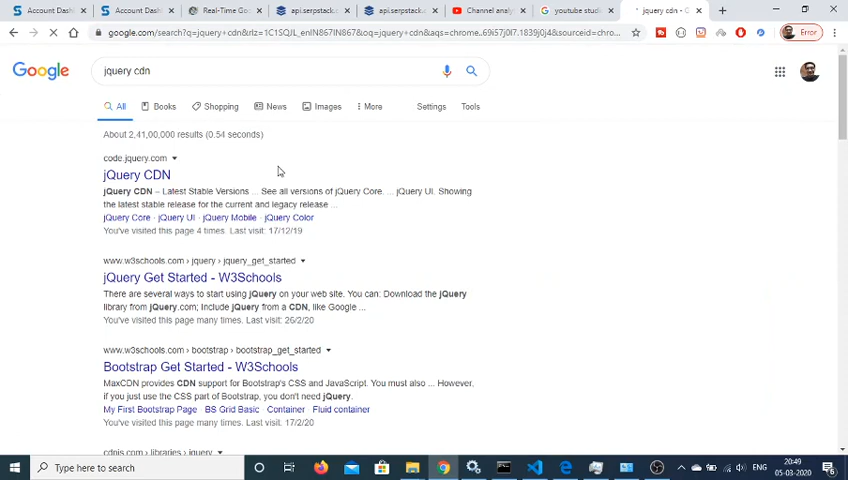 Account Dash
Account Dash
Real-Time Go
api.serpstack.
api.serpstack.
Channel analy
youtube stud
jquery cdn - G
google.com/search?q=jquery+cdn&rlz=1C1SQJL_enIN867IN867&oq=jquery+cdn&aqs=chrome..69i57j0l7.1839j0j4&sourceid=chro...
Error
Google
jquery cdn
All
Books
Shopping
News
Images
More
Settings
Tools
About 2,41,00,000 results (0.54 seconds)
code.jquery.com
jQuery CDN
jQuery CDN – Latest Stable Versions ... See all versions of jQuery Core. ... jQuery UI. Showing
the latest stable release for the current and legacy release ...
jQuery Core · jQuery UI · jQuery Mobile · jQuery Color
You've visited this page 4 times. Last visit: 17/12/19
www.w3schools.com › jquery › jquery_get_started
jQuery Get Started - W3Schools
There are several ways to start using jQuery on your web site. You can: Download the jQuery
library from jQuery.com; Include jQuery from a CDN, like Google ...
You've visited this page many times. Last visit: 26/2/20
www.w3schools.com › bootstrap › bootstrap_get_started
Bootstrap Get Started - W3Schools
MaxCDN provides CDN support for Bootstrap's CSS and JavaScript. You must also ... However,
if you just use the CSS part of Bootstrap, you don't need jQuery.
My First Bootstrap Page · BS Grid Basic · Container · Fluid container
You've visited this page many times. Last visit: 17/2/20
cdnjs.com › libraries › jquery
Type here to search
ENG
20:49
05-03-2020
6